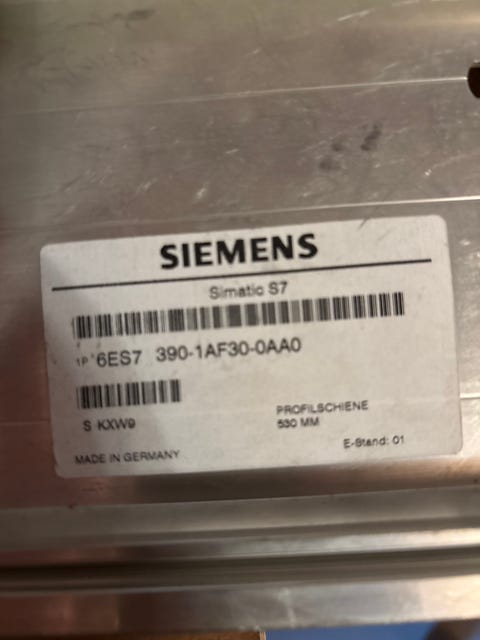 SIEMENS
Simatic S7
1P 6ES7 390-1AF30-0AA0
S KXW9
PROFILSCHIENE
530 MM
E-Stand: 01
MADE IN GERMANY